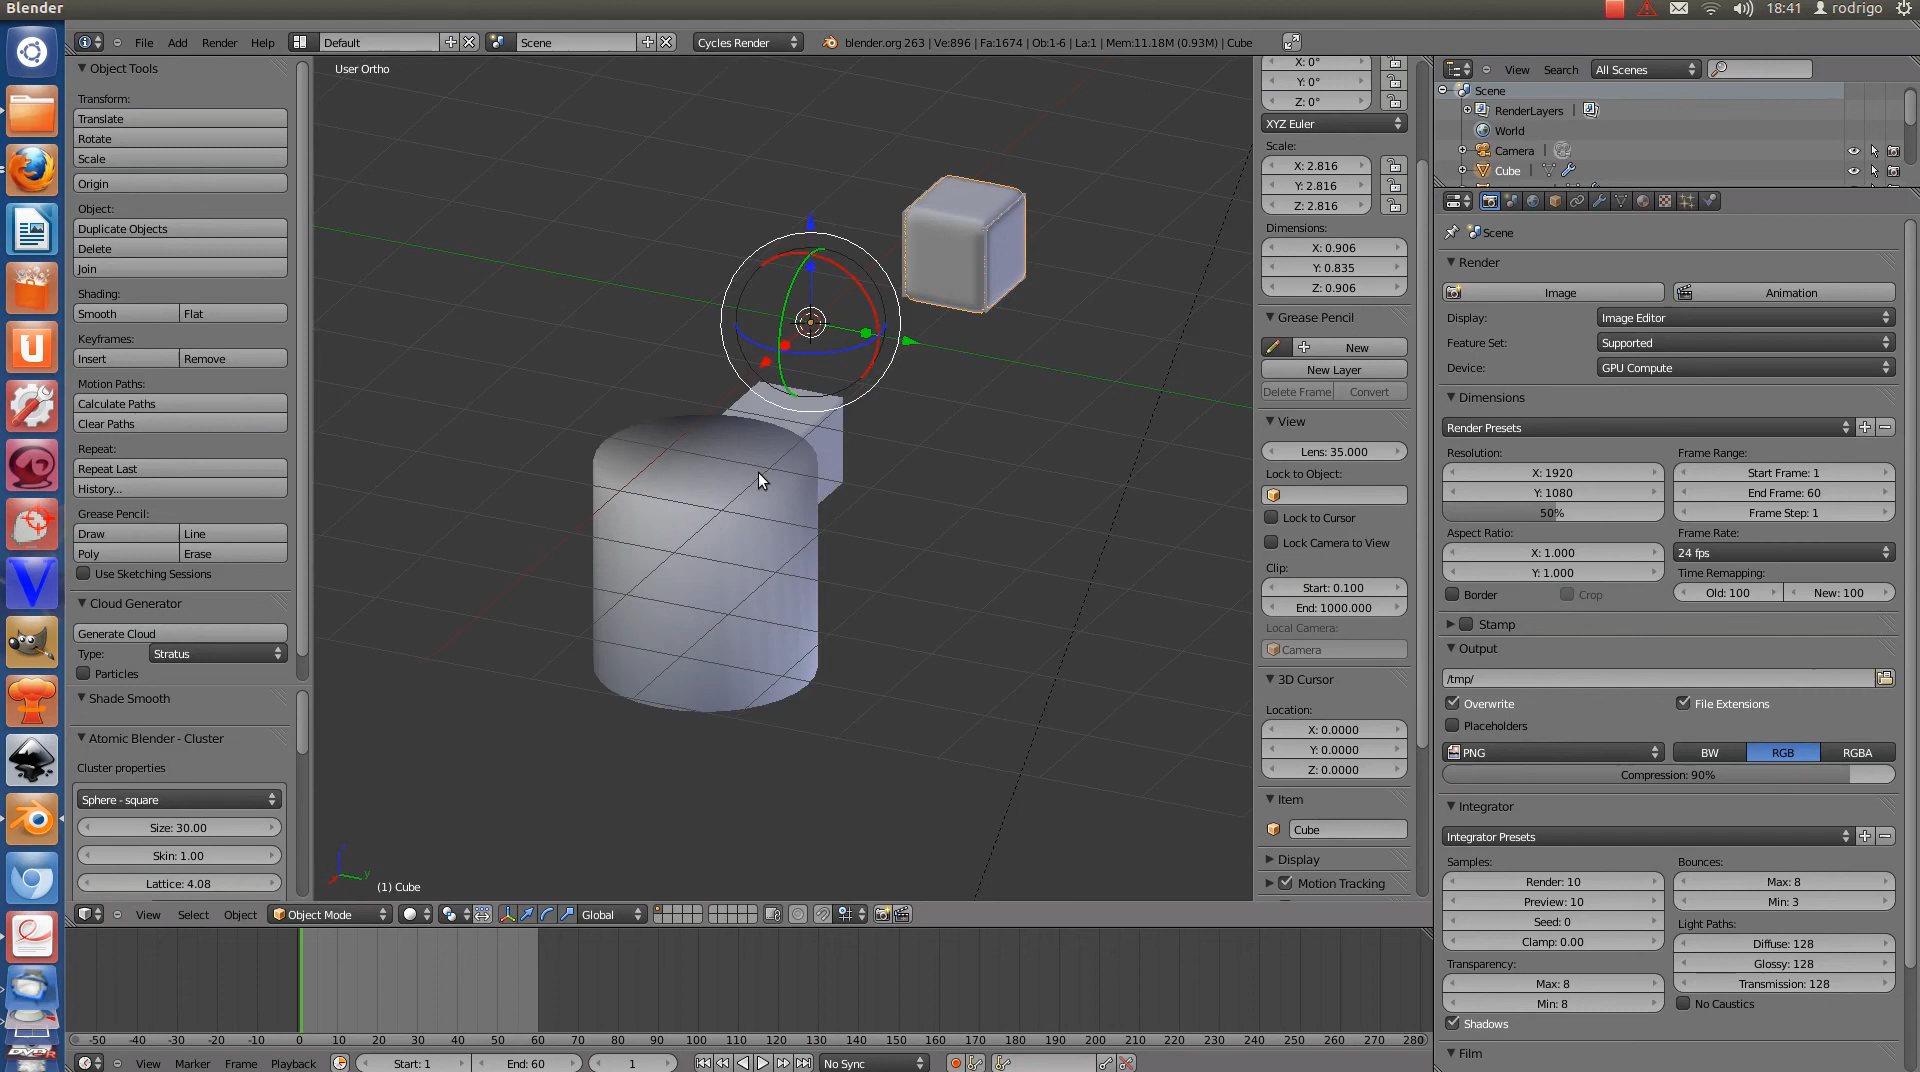 Blender
18:41
rodrigo
File Add Render Help
Default
Scene
Cycles Render
blender.org 263 | Ve:896 | Fa:1674 | Ob:1-6 | La:1 | Mem:11.18M (0.93M) | Cube
Object Tools
Transform:
Translate
Rotate
Scale
Origin
Object:
Duplicate Objects
Delete
Join
Shading:
Smooth Flat
Keyframes:
Insert Remove
Motion Paths:
Calculate Paths
Clear Paths
Repeat:
Repeat Last
History...
Grease Pencil:
Draw Line
Poly Erase
Use Sketching Sessions
Cloud Generator
Generate Cloud
Type: Stratus
Particles
Shade Smooth
Atomic Blender - Cluster
Cluster properties
Sphere - square
Size: 30.00
Skin: 1.00
Lattice: 4.08
User Ortho
(1) Cube
View Select Object Object Mode Global
X: 0°
Y: 0°
Z: 0°
XYZ Euler
Scale:
X: 2.816
Y: 2.816
Z: 2.816
Dimensions:
X: 0.906
Y: 0.835
Z: 0.906
Grease Pencil
New
New Layer
Delete Frame Convert
View
Lens: 35.000
Lock to Object:
Lock to Cursor
Lock Camera to View
Clip:
Start: 0.100
End: 1000.000
Local Camera:
Camera
3D Cursor
Location:
X: 0.0000
Y: 0.0000
Z: 0.0000
Item
Cube
Display
Motion Tracking
View Search All Scenes
Scene
RenderLayers
World
Camera
Cube
Scene
Render
Image Animation
Display: Image Editor
Feature Set: Supported
Device: GPU Compute
Dimensions
Render Presets
Resolution: Frame Range:
X: 1920 Start Frame: 1
Y: 1080 End Frame: 60
50% Frame Step: 1
Aspect Ratio: Frame Rate:
X: 1.000 24 fps
Y: 1.000 Time Remapping:
Border Crop Old: 100 New: 100
Stamp
Output
/tmp/
Overwrite File Extensions
Placeholders
PNG BW RGB RGBA
Compression: 90%
Integrator
Integrator Presets
Samples: Bounces:
Render: 10 Max: 8
Preview: 10 Min: 3
Seed: 0 Light Paths:
Clamp: 0.00 Diffuse: 128
Transparency: Glossy: 128
Max: 8 Transmission: 128
Min: 8 No Caustics
Shadows
Film
-50 -40 -30 -20 -10 0 10 20 30 40 50 60 70 80 90 100 110 120 130 140 150 160 170 180 190 200 210 220 230 240 250 260 270 280
View Marker Frame Playback Start: 1 End: 60 1 No Sync